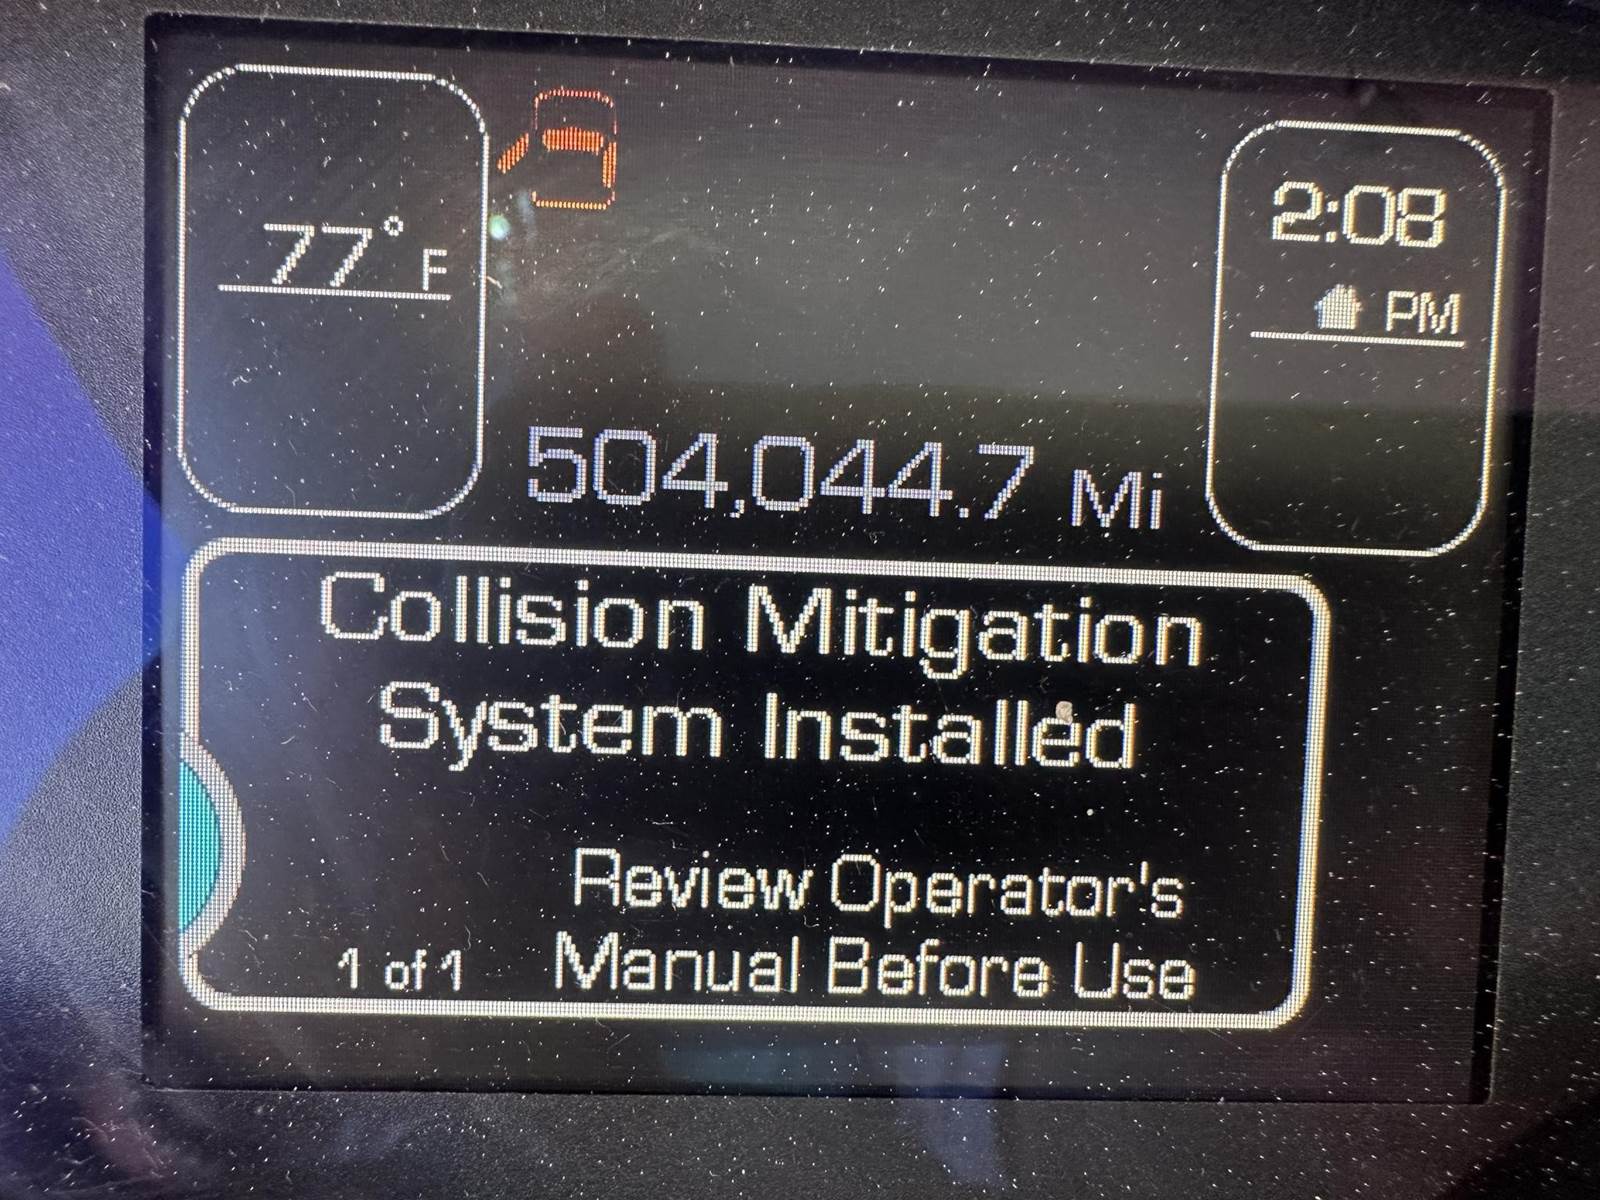 77° F
2:08
PM
504,044.7 Mi
Collision Mitigation
System Installed
Review Operator's
1 of 1 Manual Before Use